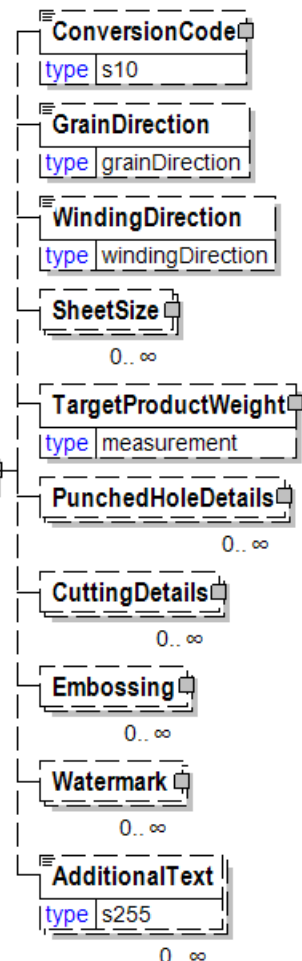 ConversionCode
type s10
GrainDirection
type grainDirection
WindingDirection
type windingDirection
SheetSize
0.. ∞
TargetProductWeight
type measurement
PunchedHoleDetails
0.. ∞
CuttingDetails
0.. ∞
Embossing
0.. ∞
Watermark
0.. ∞
AdditionalText
type s255
0.. ∞